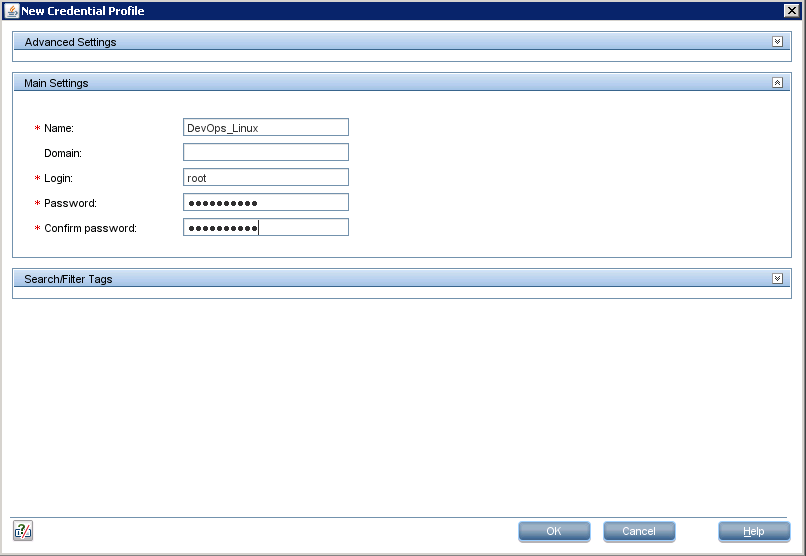 New Credential Profile
Advanced Settings
Main Settings
* Name: DevOps_Linux
Domain:
* Login: root
* Password: ●●●●●●●●●●
* Confirm password: ●●●●●●●●●●
Search/Filter Tags
OK Cancel Help